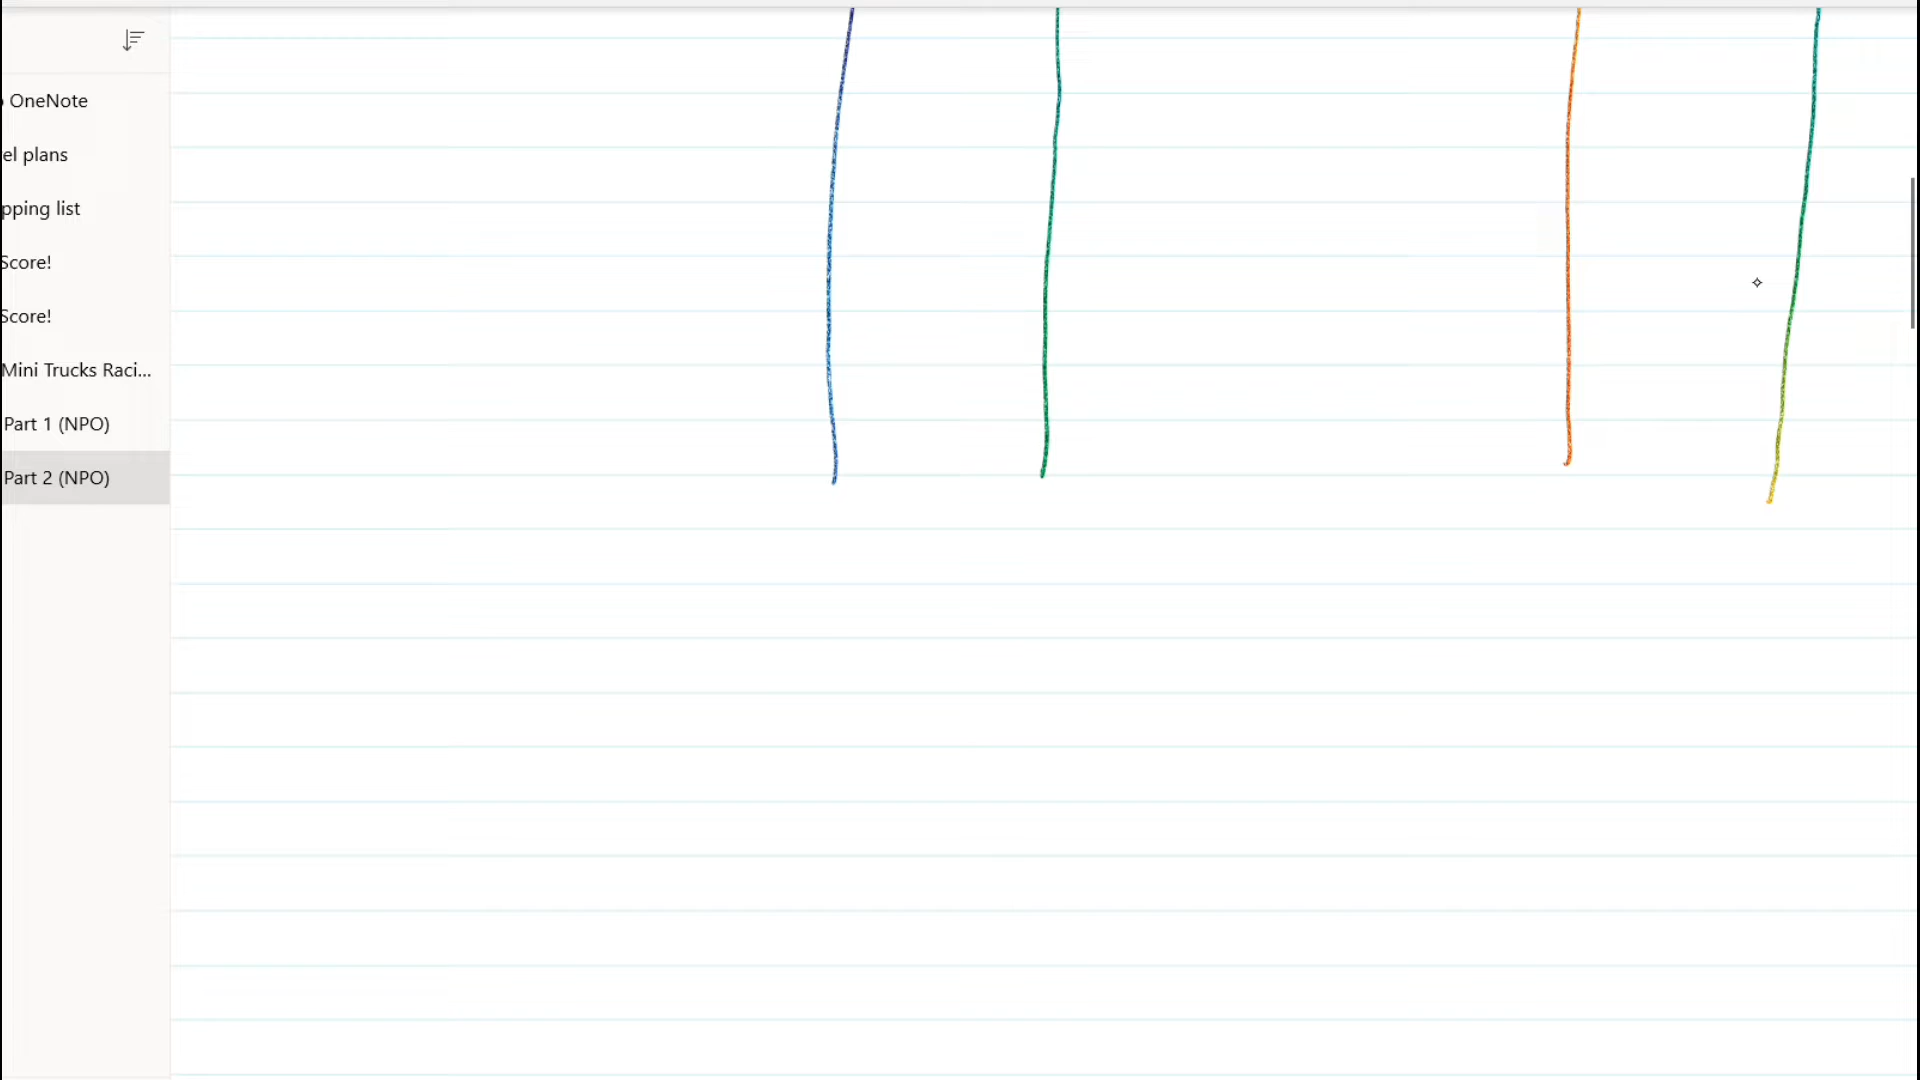 OneNote
el plans
pping list
Score!
Score!
Mini Trucks Raci...
Part 1 (NPO)
Part 2 (NPO)